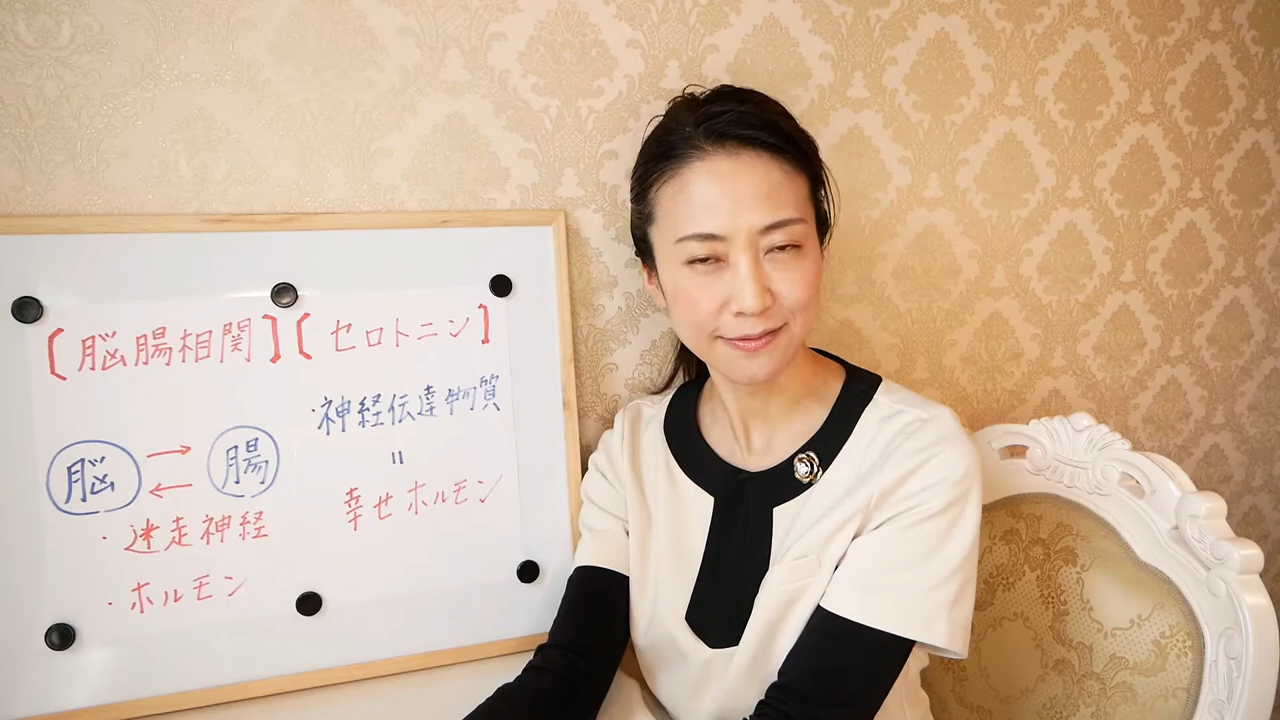 【脳腸相関】【セロトニン】
脳 → ← 腸
・迷走神経
・ホルモン
・神経伝達物質
=
幸せホルモン